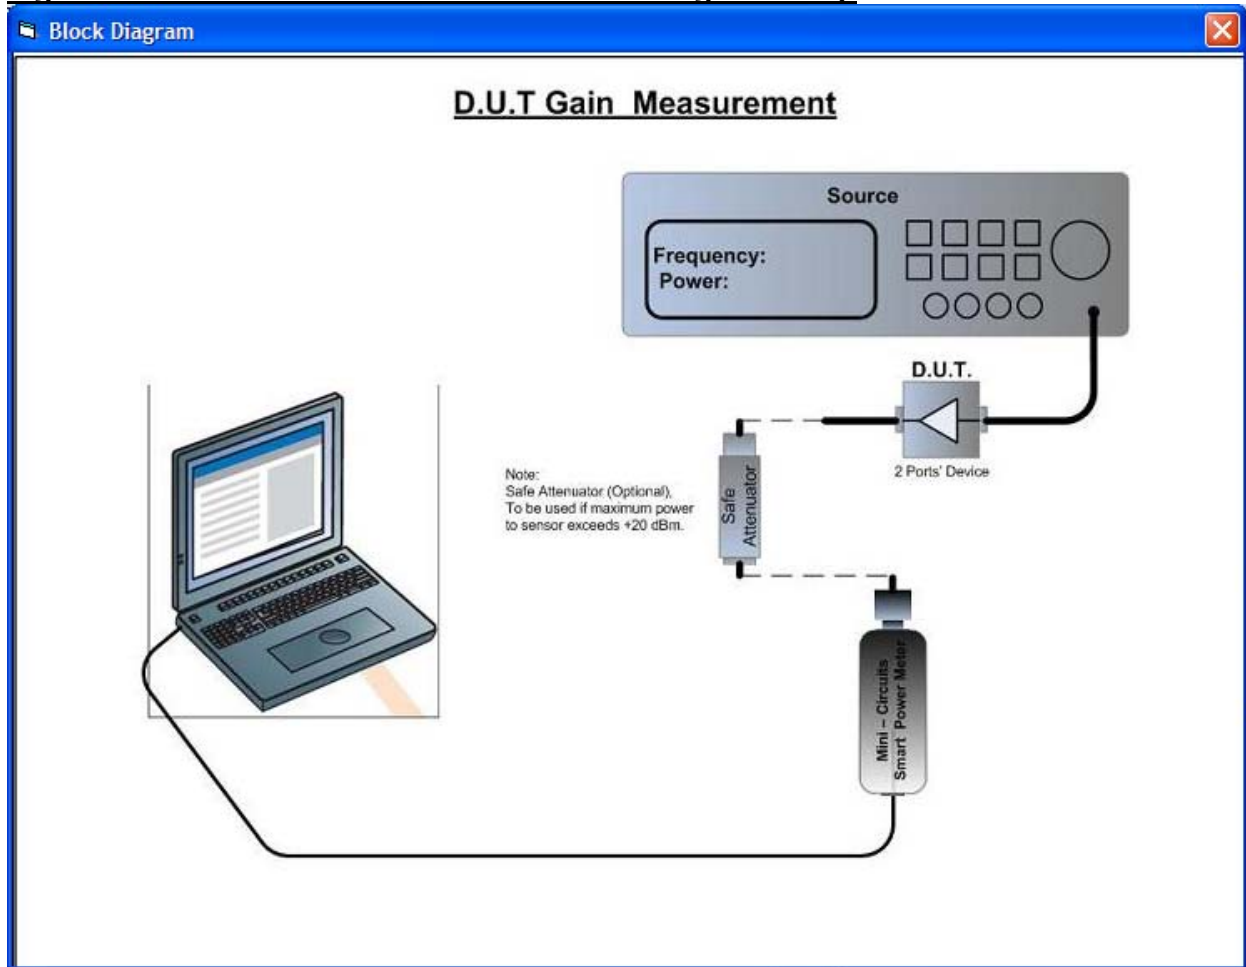 Block Diagram
D.U.T Gain Measurement
Source
Frequency:
Power:
D.U.T.
2 Ports' Device
Note:
Safe Attenuator (Optional),
To be used if maximum power
to sensor exceeds +20 dBm.
Safe
Attenuator
Mini – Circuits
Smart Power Meter